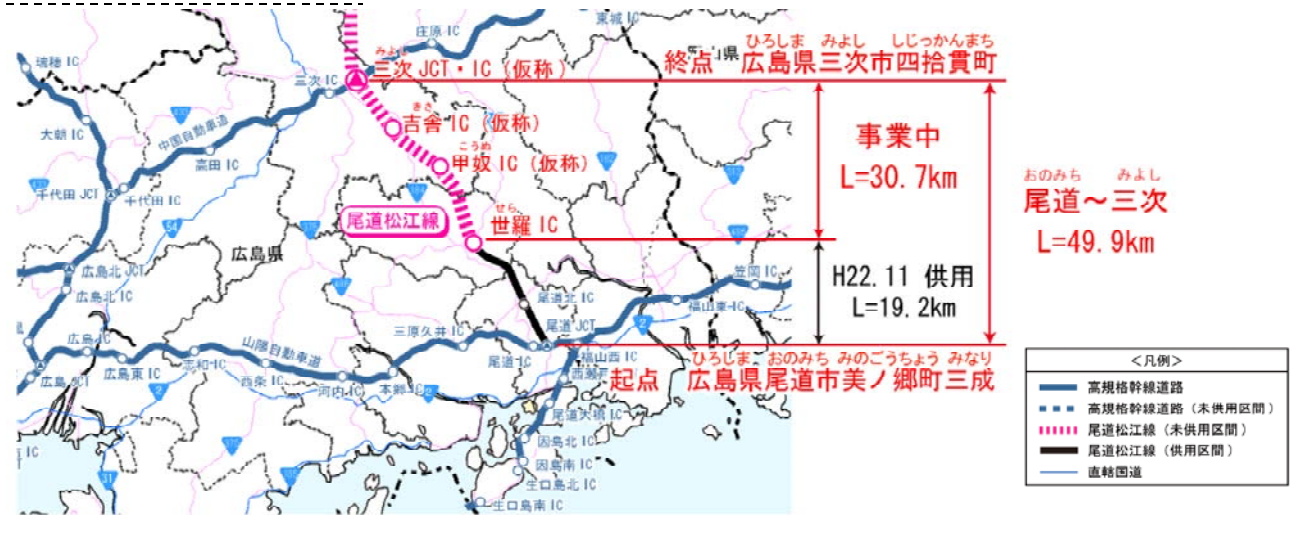 庄原 IC
東城 IC
瑞穂 IC
みよし
三次 JCT・IC（仮称）
三次 IC
ひろしま みよし しじっかんまち
終点 広島県三次市四拾貫町
大朝 IC
中国自動車道
きさ
吉舎 IC（仮称）
高田 IC
こうぬ
甲奴 IC（仮称）
事業中
L=30.7km
千代田 JCT
千代田 IC
おのみち みよし
尾道～三次
L=49.9km
54
せら
世羅 IC
尾道松江線
広島県
広島北 JCT
広島北 IC
笠岡 IC
H22.11 供用
L=19.2km
尾道北 IC
福山東 IC
尾道 JCT
2
三原久井 IC
広島 IC
山陽自動車道
尾道 IC
福山西 IC
広島 JCT
広島東 IC
志和 IC
西条 IC
河内 IC
本郷 IC
2
2
ひろしま おのみち みのごうちょう みなり
起点 広島県尾道市美ノ郷町三成
尾道大橋 IC
因島北 IC
因島南 IC
生口島北 IC
生口島南 IC
31
＜凡例＞
高規格幹線道路
高規格幹線道路（未供用区間）
尾道松江線（未供用区間）
尾道松江線（供用区間）
直轄国道